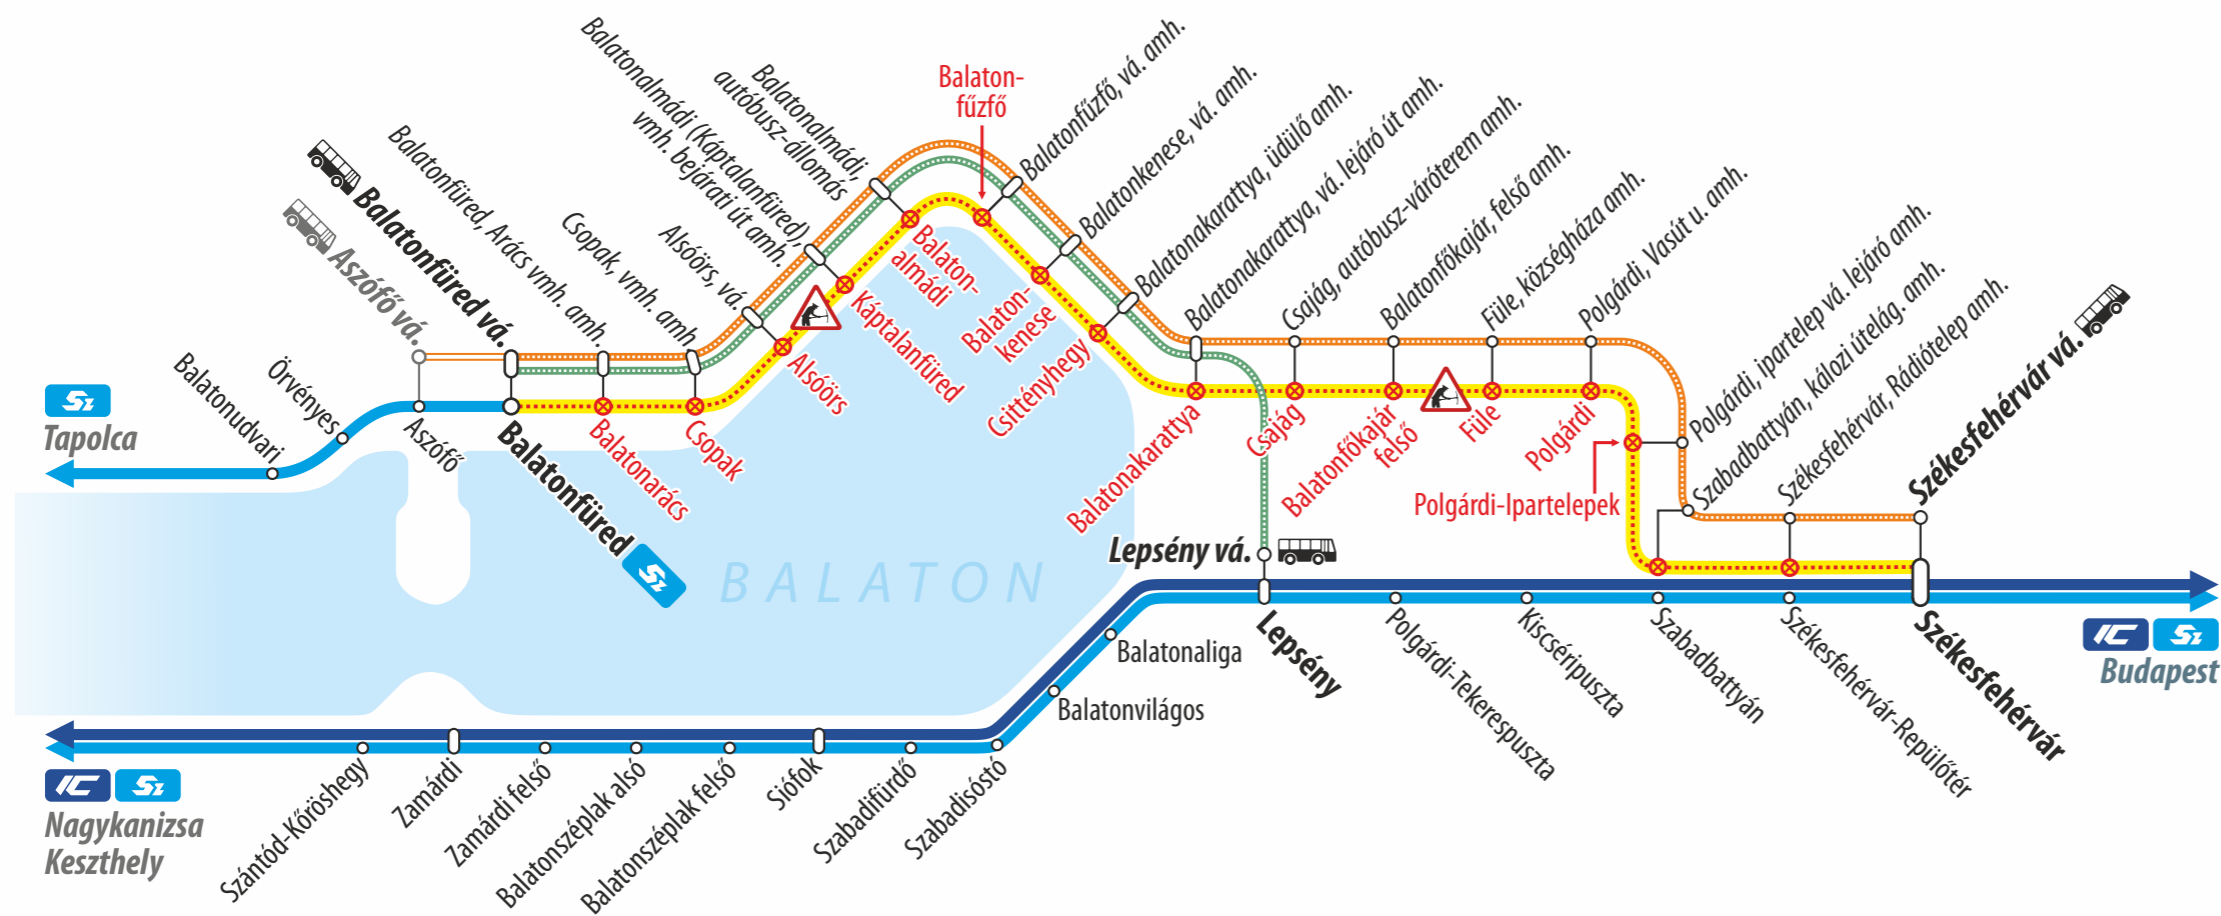 Balatonalmádi (Káptalanfüred),
vmh. bejárati út amh.
Balatonalmádi,
autóbusz-állomás
Balaton-
fűzfő
Balatonfűzfő, vá. amh.
Balatonkenese, vá. amh.
Balatonakarattya, üdülő amh.
Balatonakarattya, vá. lejáró út amh.
Csajág, autóbusz-váróterem amh.
Balatonfőkajár, felső amh.
Füle, községháza amh.
Polgárdi, Vasút u. amh.
Polgárdi, ipartelep vá. lejáró amh.
Szabadbattyán, kálozi útelág. amh.
Székesfehérvár, Rádiótelep amh.
Székesfehérvár vá.
Balatonfüred, Arács vmh. amh.
Csopak, vmh. amh.
Alsóörs, vá.
Balatonfüred vá.
Aszófő vá.
Sz
Tapolca
Balatonudvari
Örvényes
Aszófő
Balatonfüred
Sz
Balatonarács
Csopak
Alsóörs
Káptalanfüred
Balaton-
almádi
Balaton-
kenese
Csittényhegy
Balatonakarattya
Csajág
Balatonfőkajár
felső
Füle
Polgárdi
Polgárdi-Ipartelepek
BALATON
Lepsény vá.
Lepsény
Balatonaliga
Balatonvilágos
Polgárdi-Tekerespuszta
Kiscséripuszta
Szabadbattyán
Székesfehérvár-Repülőtér
Székesfehérvár
IC Sz
Budapest
IC Sz
Nagykanizsa
Keszthely
Szántód-Kőröshegy
Zamárdi
Zamárdi felső
Balatonszéplak alsó
Balatonszéplak felső
Siófok
Szabadifürdő
Szabadisóstó